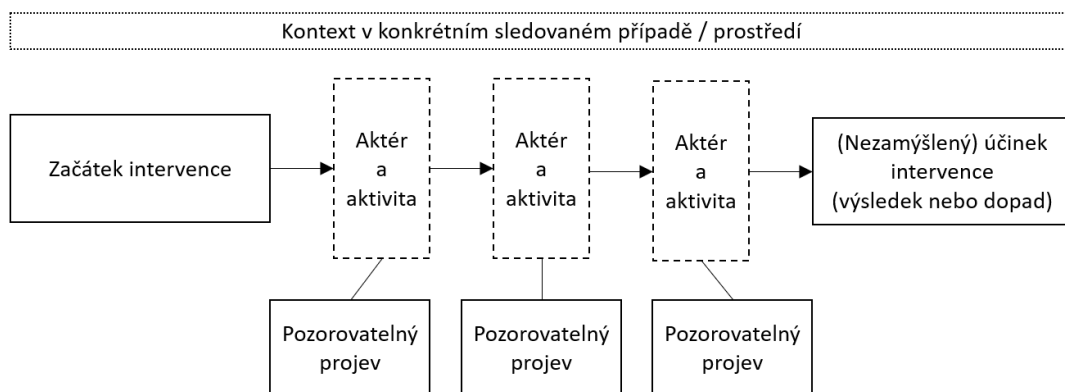 Kontext v konkrétním sledovaném případě / prostředí
Začátek intervence
Aktér
a
aktivita
Aktér
a
aktivita
Aktér
a
aktivita
(Nezamýšlený) účinek
intervence
(výsledek nebo dopad)
Pozorovatelný
projev
Pozorovatelný
projev
Pozorovatelný
projev